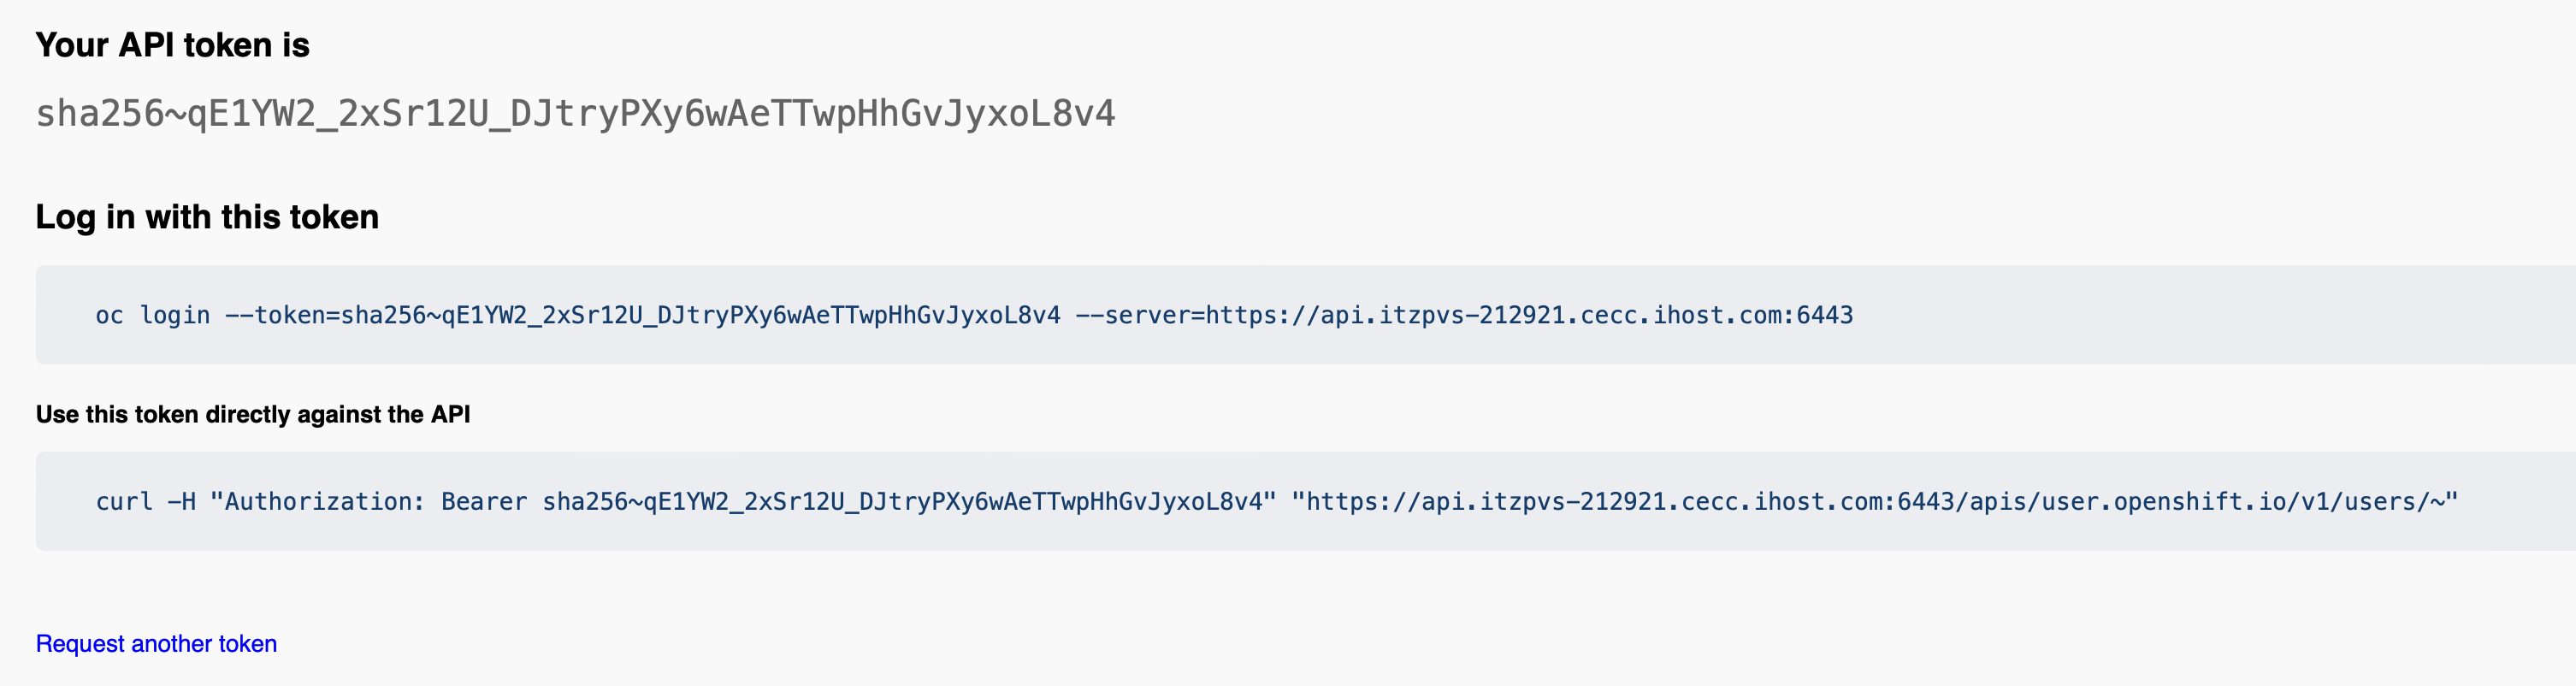 Your API token is
sha256~qE1YW2_2xSr12U_DJtryPXy6wAeTTwpHhGvJyxoL8v4
Log in with this token
oc login --token=sha256~qE1YW2_2xSr12U_DJtryPXy6wAeTTwpHhGvJyxoL8v4 --server=https://api.itzpvs-212921.cecc.ihost.com:6443
Use this token directly against the API
curl -H "Authorization: Bearer sha256~qE1YW2_2xSr12U_DJtryPXy6wAeTTwpHhGvJyxoL8v4" "https://api.itzpvs-212921.cecc.ihost.com:6443/apis/user.openshift.io/v1/users/~"
Request another token